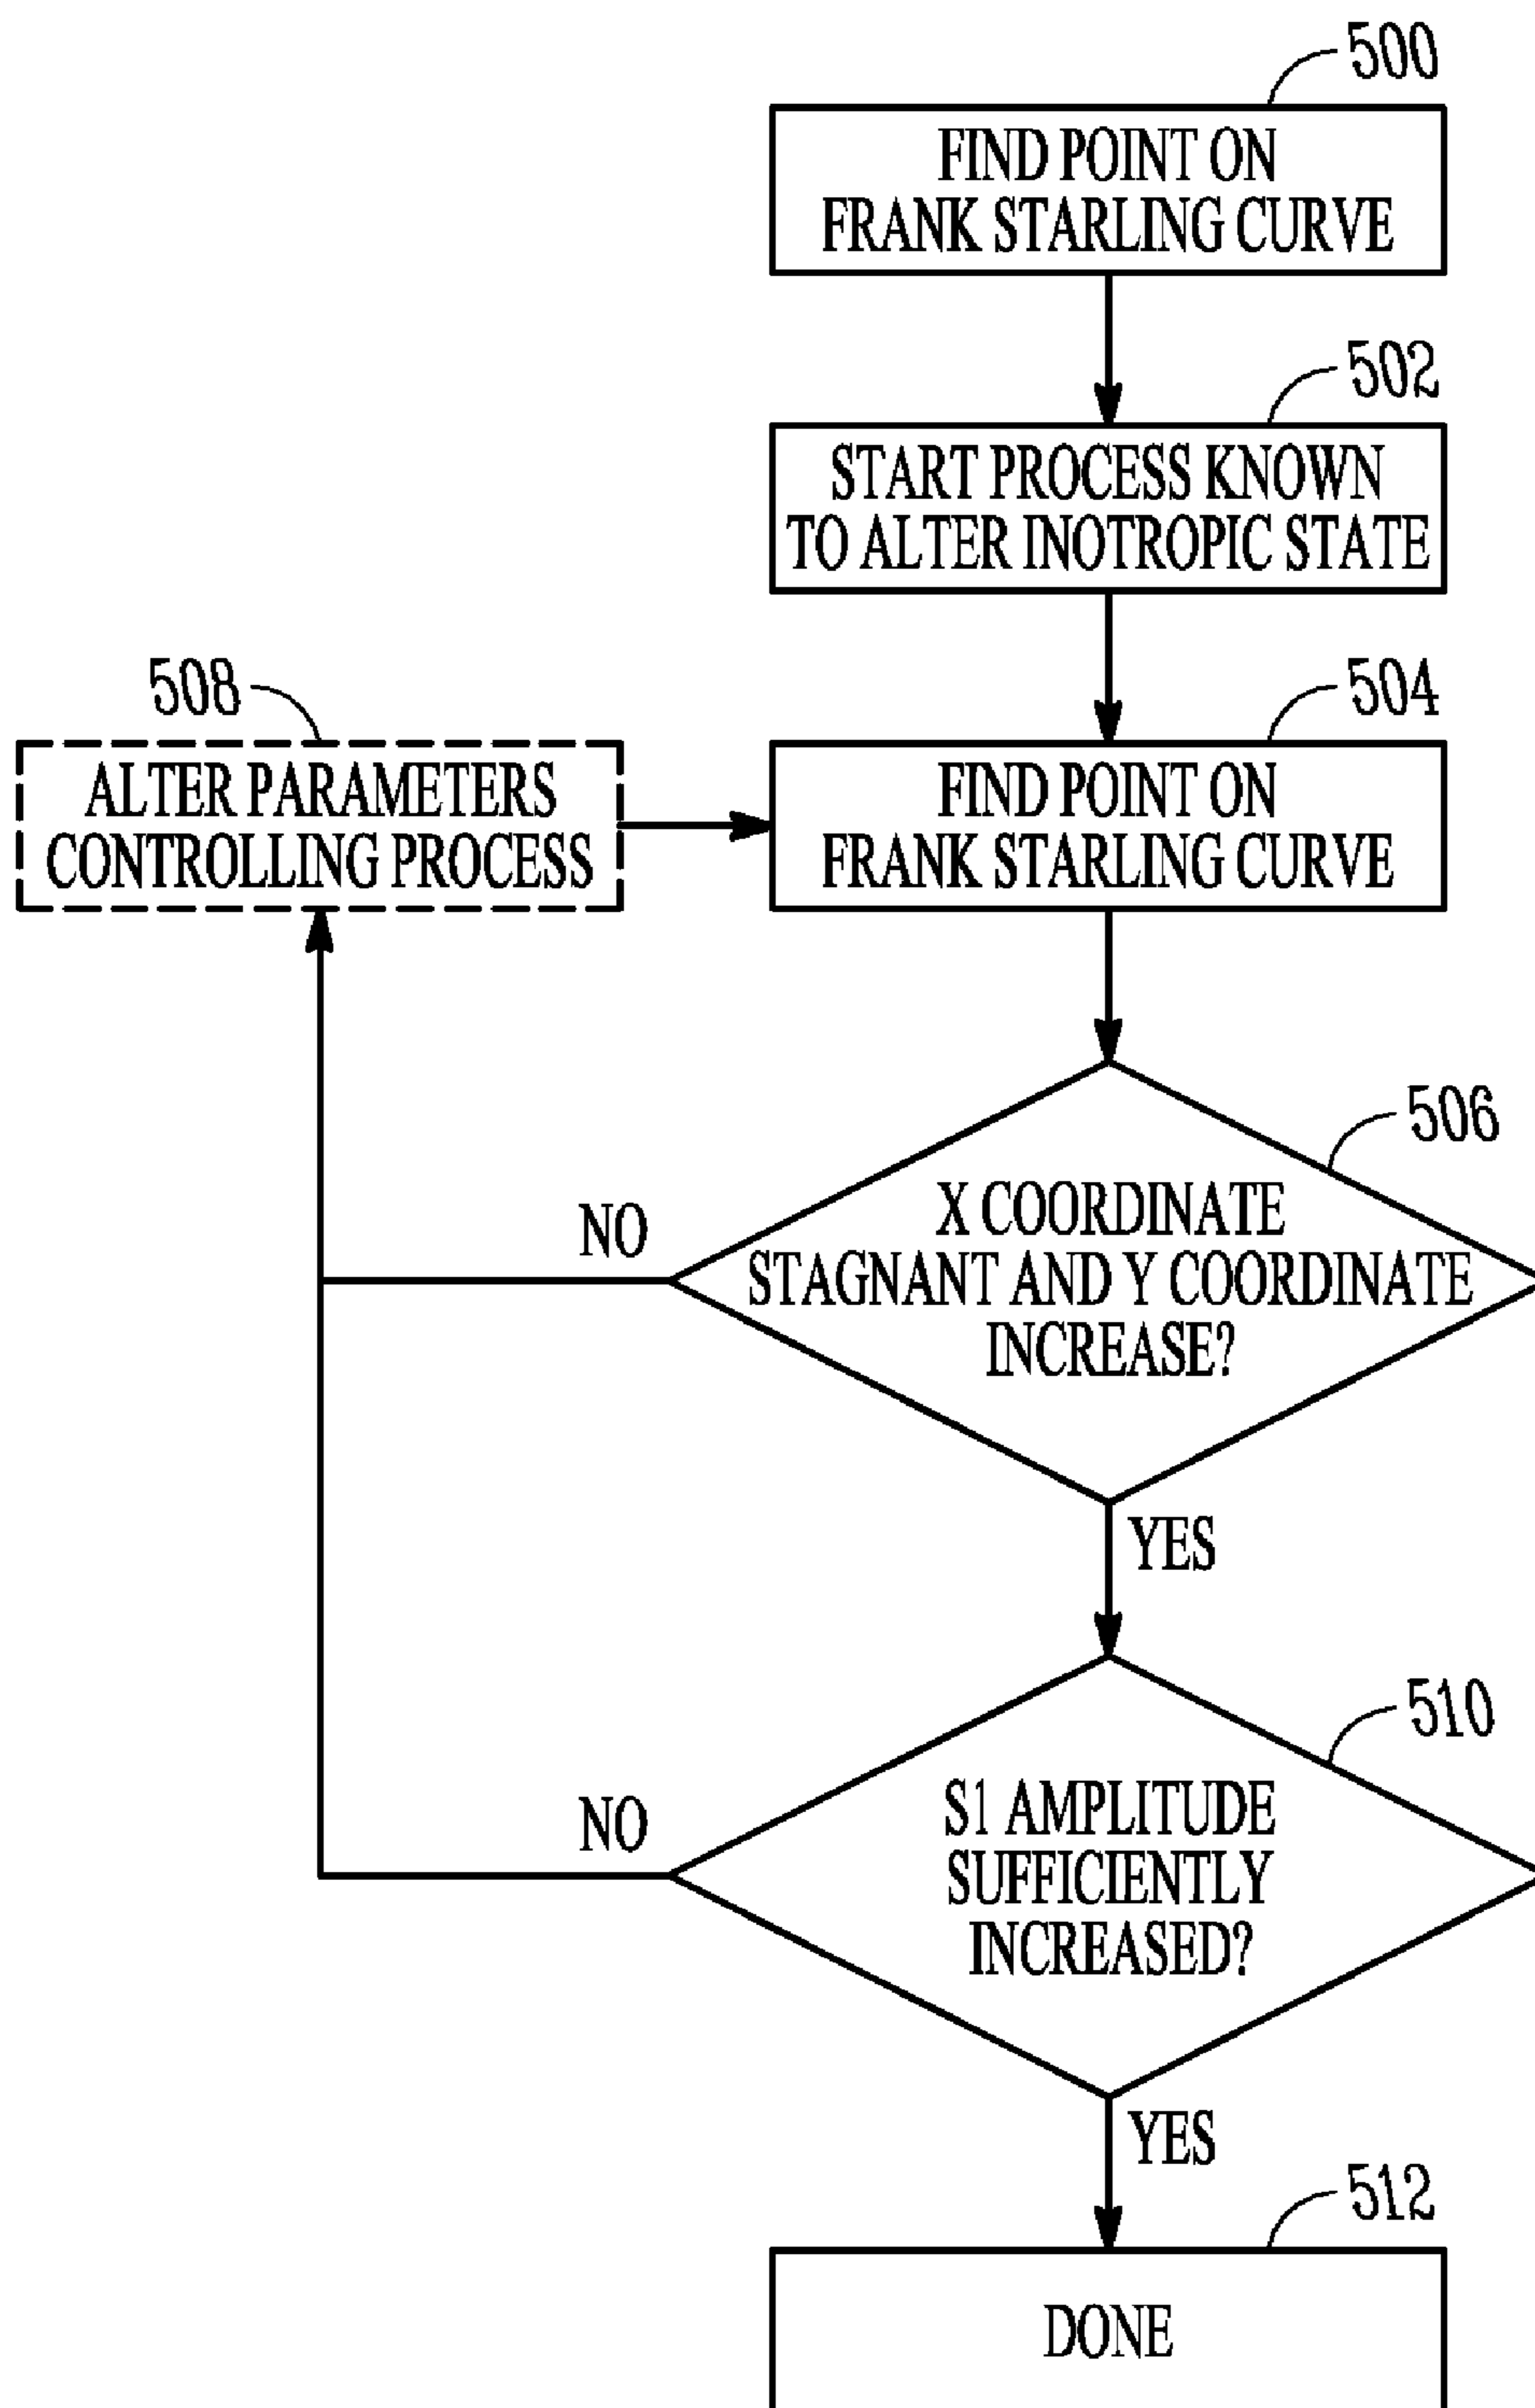 500
FIND POINT ON
FRANK STARLING CURVE
502
START PROCESS KNOWN
TO ALTER INOTROPIC STATE
508
ALTER PARAMETERS
CONTROLLING PROCESS
504
FIND POINT ON
FRANK STARLING CURVE
506
X COORDINATE
STAGNANT AND Y COORDINATE
INCREASE?
NO
YES
510
S1 AMPLITUDE
SUFFICIENTLY
INCREASED?
NO
YES
512
DONE